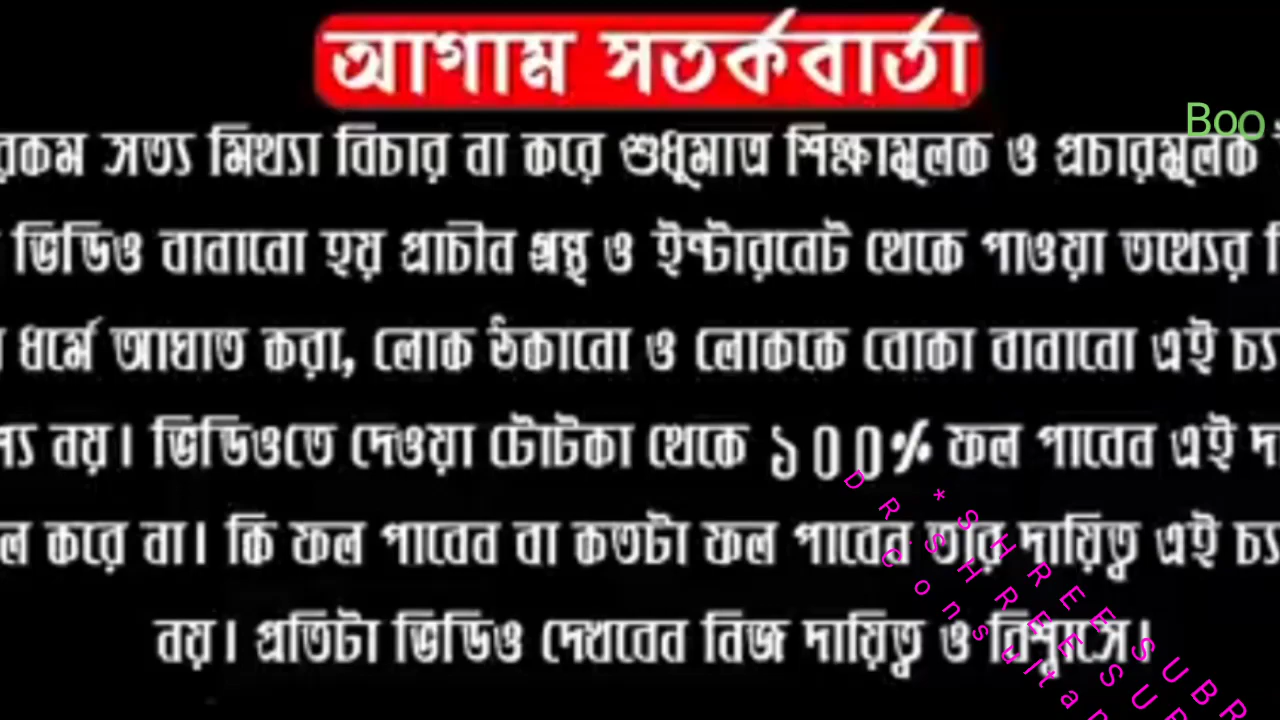 আগাম সতর্কবার্তা
Boo
রকম সত্য মিথ্যা বিচার না করে শুধুমাত্র শিক্ষামূলক ও প্রচারমূলক
ভিডিও বানানো হয় প্রাচীন গ্রন্থ ও ইন্টারনেট থেকে পাওয়া তথ্যের
ধর্মে আঘাত করা, লোক ঠকানো ও লোককে বোকা বানানো এই চ্য
নয়। ভিডিওতে দেওয়া টোটকা থেকে ১০০% ফল পাবেন এই দা
ল করে না। কি ফল পাবেন বা কতটা ফল পাবেন তার দায়িত্ব এই চ্য
নয়। প্রতিটা ভিডিও দেখবেন নিজ দায়িত্ব ও বিশ্বাসে।
* SHREE SUBR
DR. SHREE SU
consultan